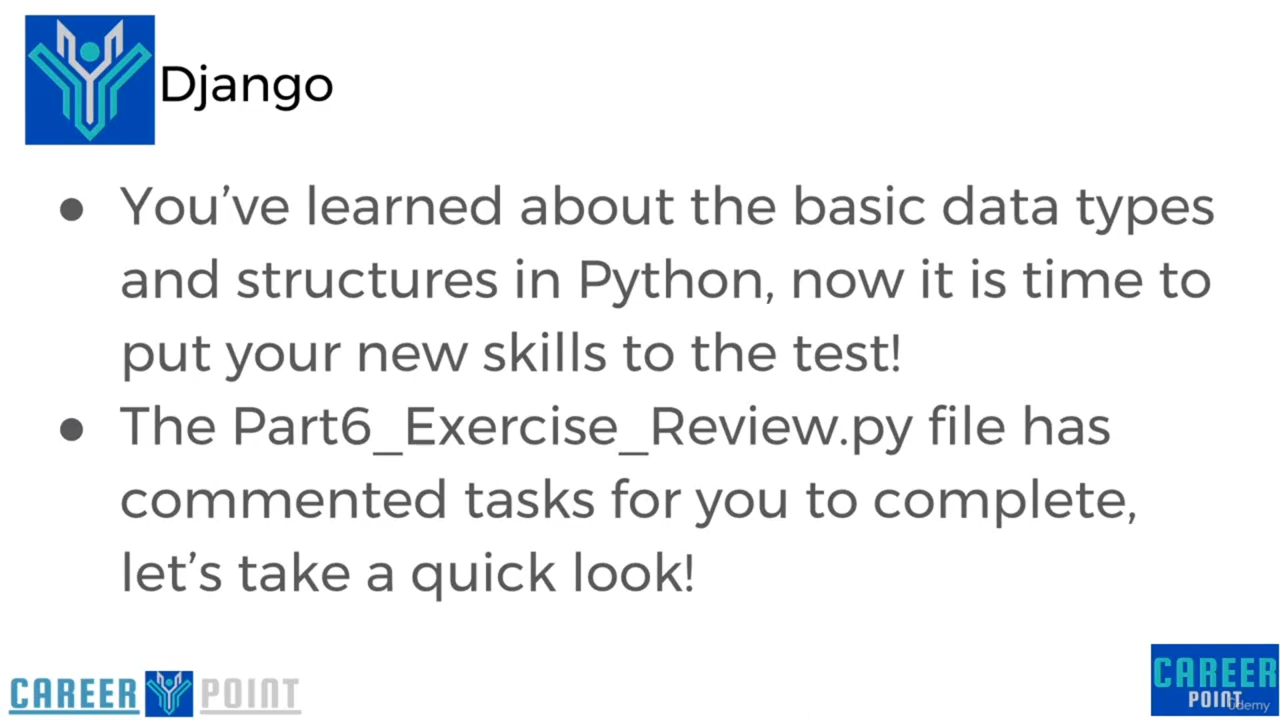 Django
● You’ve learned about the basic data types
and structures in Python, now it is time to
put your new skills to the test!
● The Part6_Exercise_Review.py file has
commented tasks for you to complete,
let’s take a quick look!
CAREER POINT
CAREER
POINT
ûdemy